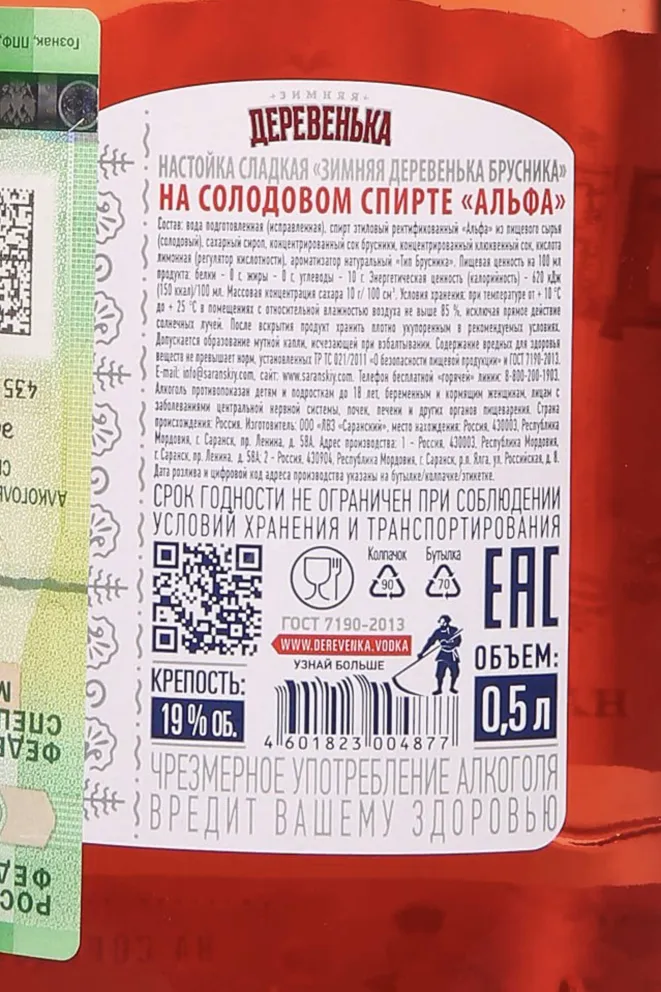 Гознак, ППФ,
ЗИМНЯЯ
ДЕРЕВЕНЬКА
НАСТОЙКА СЛАДКАЯ «ЗИМНЯЯ ДЕРЕВЕНЬКА БРУСНИКА»
НА СОЛОДОВОМ СПИРТЕ «АЛЬФА»
Состав: вода подготовленная (исправленная), спирт этиловый ректификованный «Альфа» из пищевого сырья
(солодовый), сахарный сироп, концентрированный сок брусники, концентрированный клюквенный сок, кислота
лимонная (регулятор кислотности), ароматизатор натуральный «Тип Брусника». Пищевая ценность на 100 мл
продукта: белки - 0 г, жиры - 0 г, углеводы - 10 г. Энергетическая ценность (калорийность) - 620 кДж
(150 ккал)/100 мл. Массовая концентрация сахара 10 г/ 100 см³. Условия хранения: при температуре от + 10 °С
до + 25 °С в помещениях с относительной влажностью воздуха не выше 85 %, исключая прямое действие
солнечных лучей. После вскрытия продукт хранить плотно укупоренным в рекомендуемых условиях.
Допускается образование мутной капли, исчезающей при взбалтывании. Содержание вредных для здоровья
веществ не превышает норм, установленных ТР ТС 021/2011 «О безопасности пищевой продукции» и ГОСТ 7190-2013.
E-mail: info@saranskiy.com, сайт: www.saranskiy.com. Телефон бесплатной «горячей» линии: 8-800-200-1903.
Алкоголь противопоказан детям и подросткам до 18 лет, беременным и кормящим женщинам, лицам с
заболеваниями центральной нервной системы, почек, печени и других органов пищеварения. Страна
происхождения: Россия. Изготовитель: ООО «ЛВЗ «Саранский», место нахождения: Россия, 430003, Республика
Мордовия, г. Саранск, пр. Ленина, д. 58А. Адрес производства: 1 - Россия, 430003, Республика Мордовия,
г. Саранск, пр. Ленина, д. 58А; 2 - Россия, 430904, Республика Мордовия, г. Саранск, р.п. Ялга, ул. Российская, д. 8.
Дата розлива и цифровой код адреса производства указаны на бутылке/колпачке/этикетке.
СРОК ГОДНОСТИ НЕ ОГРАНИЧЕН ПРИ СОБЛЮДЕНИИ
УСЛОВИЙ ХРАНЕНИЯ И ТРАНСПОРТИРОВАНИЯ
Колпачок Бутылка
90 70
EAC
ГОСТ 7190-2013
WWW.DEREVENKA.VODKA
УЗНАЙ БОЛЬШЕ
КРЕПОСТЬ:
19 % ОБ.
ОБЪЕМ:
0,5 л
4 601823 004877
ЧРЕЗМЕРНОЕ УПОТРЕБЛЕНИЕ АЛКОГОЛЯ
ВРЕДИТ ВАШЕМУ ЗДОРОВЬЮ
435
АЛКОГОЛЬ
СПЕЦ
ФЕД
РОС
ФЕД